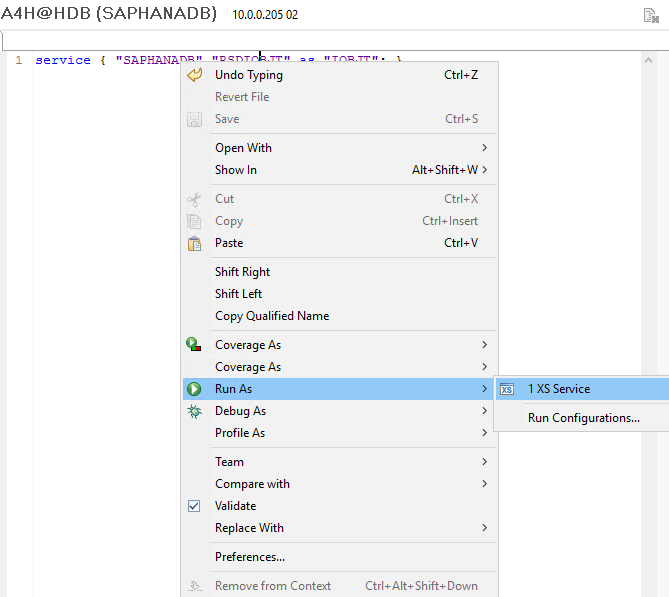 A4H@HDB (SAPHANADB) 10.0.0.205 02
1 service { "SAPHANADB"."RSDIOBJT" as "IOBJT"; }
Undo Typing Ctrl+Z
Revert File
Save Ctrl+S
Open With
Show In Alt+Shift+W
Cut Ctrl+X
Copy Ctrl+Insert
Paste Ctrl+V
Shift Right
Shift Left
Copy Qualified Name
Coverage As
Coverage As
Run As
XS 1 XS Service
Debug As
Run Configurations...
Profile As
Team
Compare with
Validate
Replace With
Preferences...
Remove from Context Ctrl+Alt+Shift+Down